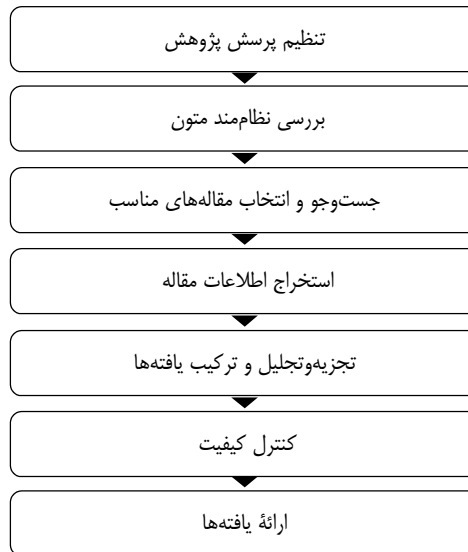 تنظیم پرسش پژوهش
بررسی نظام‌مند متون
جست‌وجو و انتخاب مقاله‌های مناسب
استخراج اطلاعات مقاله
تجزیه‌وتجلیل و ترکیب یافته‌ها
کنترل کیفیت
ارائهٔ یافته‌ها